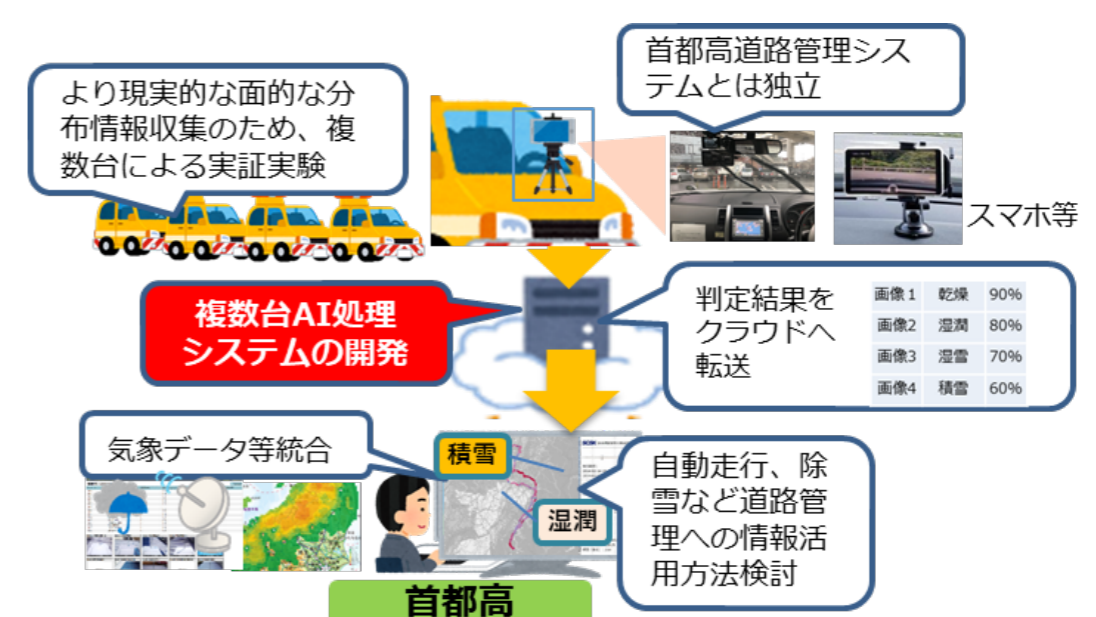 より現実的な面的な分
布情報収集のため、複
数台による実証実験
首都高道路管理シス
テムとは独立
スマホ等
複数台AI処理
システムの開発
判定結果を
クラウドへ
転送
画像1 乾燥 90%
画像2 湿潤 80%
画像3 湿雪 70%
画像4 積雪 60%
気象データ等統合
積雪
湿潤
自動走行、除
雪など道路管
理への情報活
用方法検討
首都高